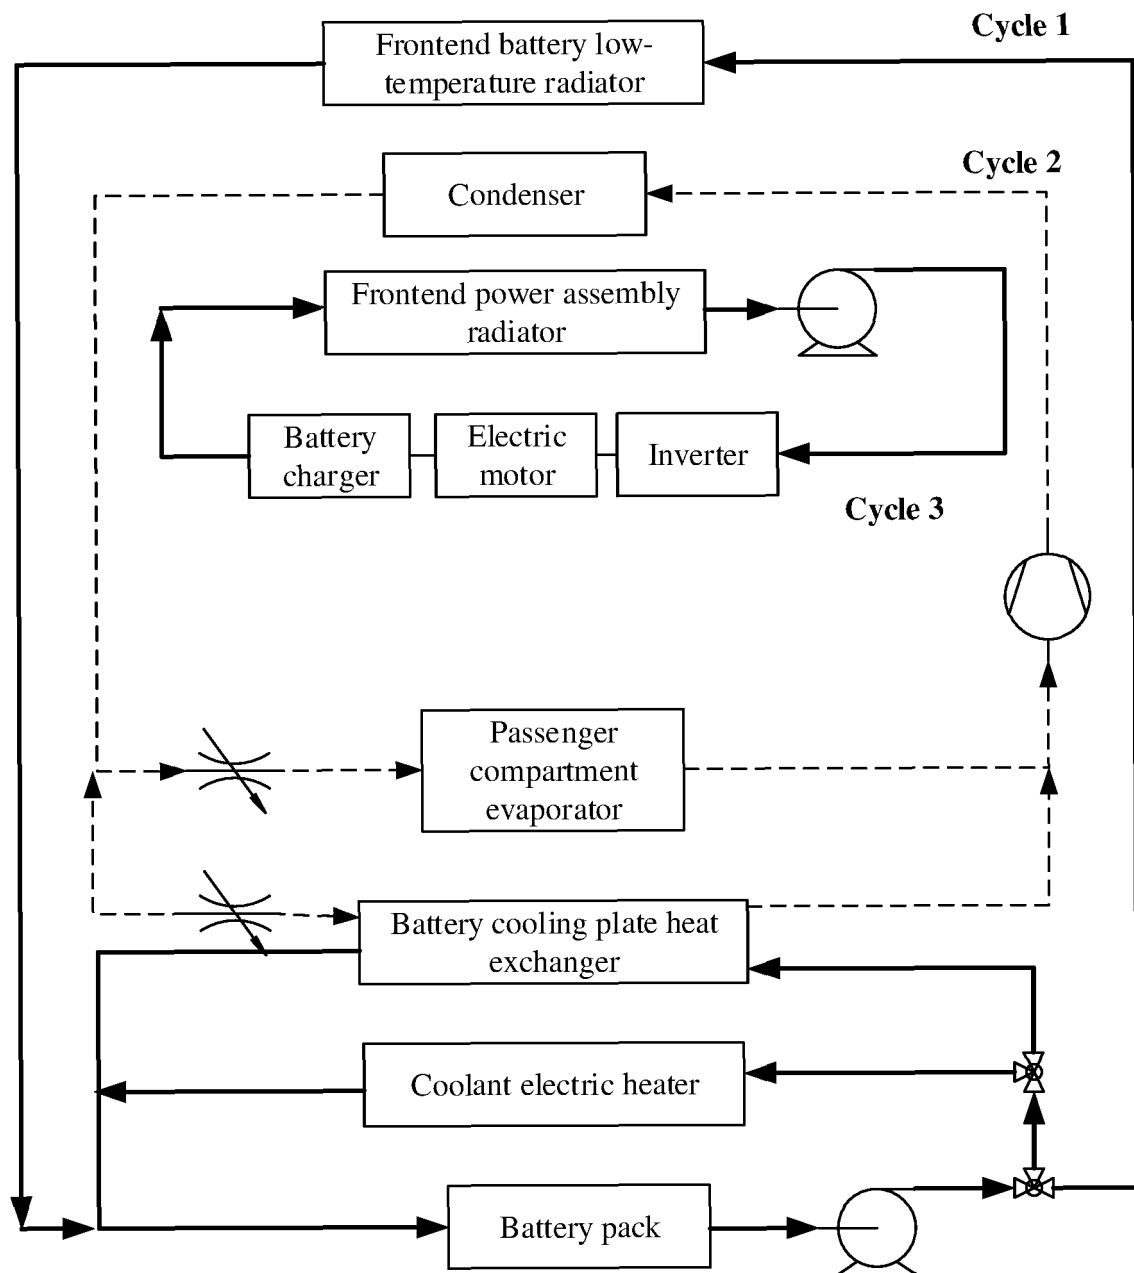 Cycle 1
Frontend battery low-
temperature radiator
Cycle 2
Condenser
Frontend power assembly
radiator
Battery
charger
Electric
motor
Inverter
Cycle 3
Passenger
compartment
evaporator
Battery cooling plate heat
exchanger
Coolant electric heater
Battery pack